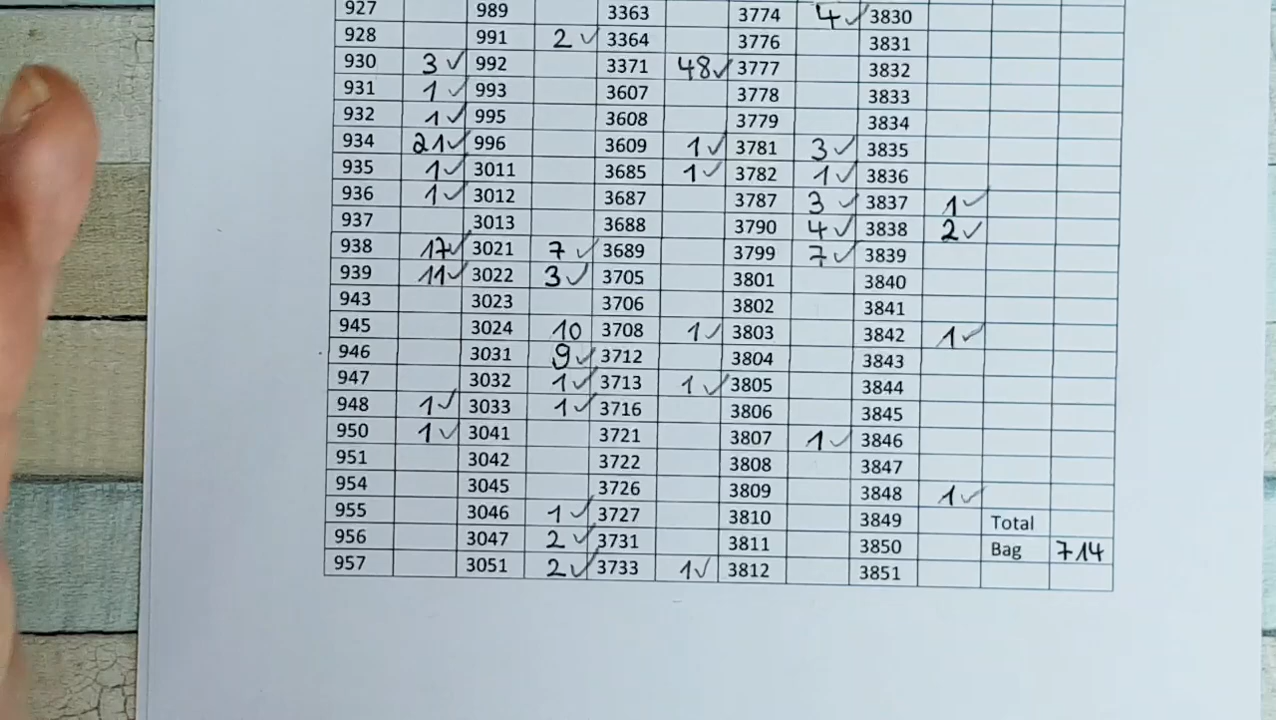 927 989 3363 3774 4✓ 3830
928 991 2✓ 3364 3776 3831
930 3✓ 992 3371 48✓ 3777 3832
931 1✓ 993 3607 3778 3833
932 1✓ 995 3608 3779 3834
934 21✓ 996 3609 1✓ 3781 3✓ 3835
935 1✓ 3011 3685 1✓ 3782 1✓ 3836
936 1✓ 3012 3687 3787 3✓ 3837 1✓
937 3013 3688 3790 4✓ 3838 2✓
938 17✓ 3021 7✓ 3689 3799 7✓ 3839
939 11✓ 3022 3✓ 3705 3801 3840
943 3023 3706 3802 3841
945 3024 10 3708 1✓ 3803 3842 1✓
946 3031 9✓ 3712 3804 3843
947 3032 1✓ 3713 1✓ 3805 3844
948 1✓ 3033 1✓ 3716 3806 3845
950 1✓ 3041 3721 3807 1✓ 3846
951 3042 3722 3808 3847
954 3045 3726 3809 3848 1✓
955 3046 1✓ 3727 3810 3849 Total
956 3047 2✓ 3731 3811 3850 Bag 714
957 3051 2✓ 3733 1✓ 3812 3851